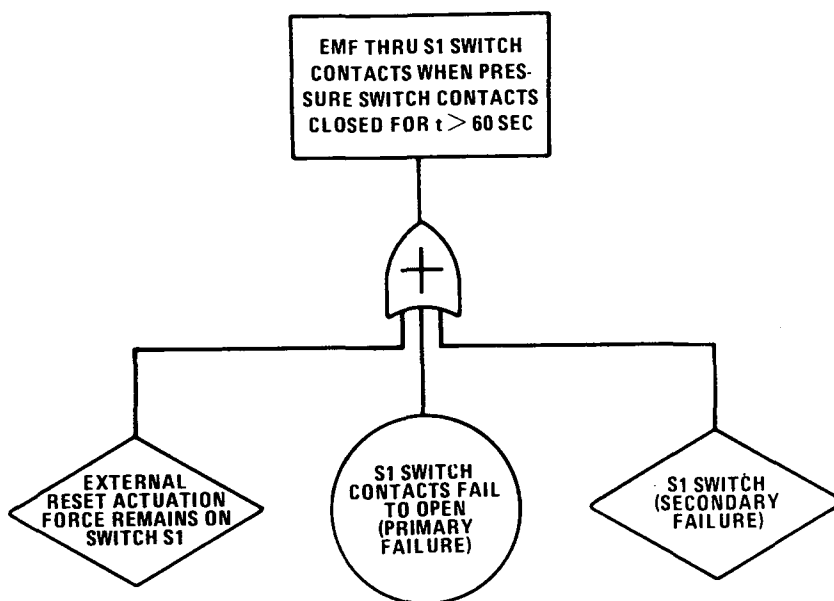 EMF THRU S1 SWITCH
CONTACTS WHEN PRES-
SURE SWITCH CONTACTS
CLOSED FOR t > 60 SEC
+
EXTERNAL
RESET ACTUATION
FORCE REMAINS ON
SWITCH S1
S1 SWITCH
CONTACTS FAIL
TO OPEN
(PRIMARY
FAILURE)
S1 SWITCH
(SECONDARY
FAILURE)